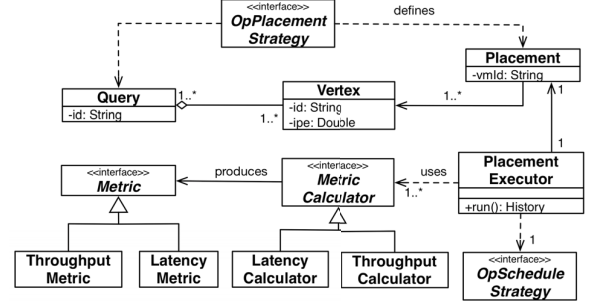 <<interface>>
OpPlacement
Strategy
defines
Placement
-vmId: String
Query
-id: String
1..*
1..*
Vertex
-id: String
-ipe: Double
1..*
1
1
<<interface>>
Metric
produces
<<interface>>
Metric
Calculator
uses
1..*
Placement
Executor
+run(): History
Throughput
Metric
Latency
Metric
Latency
Calculator
Throughput
Calculator
1
<<interface>>
OpSchedule
Strategy